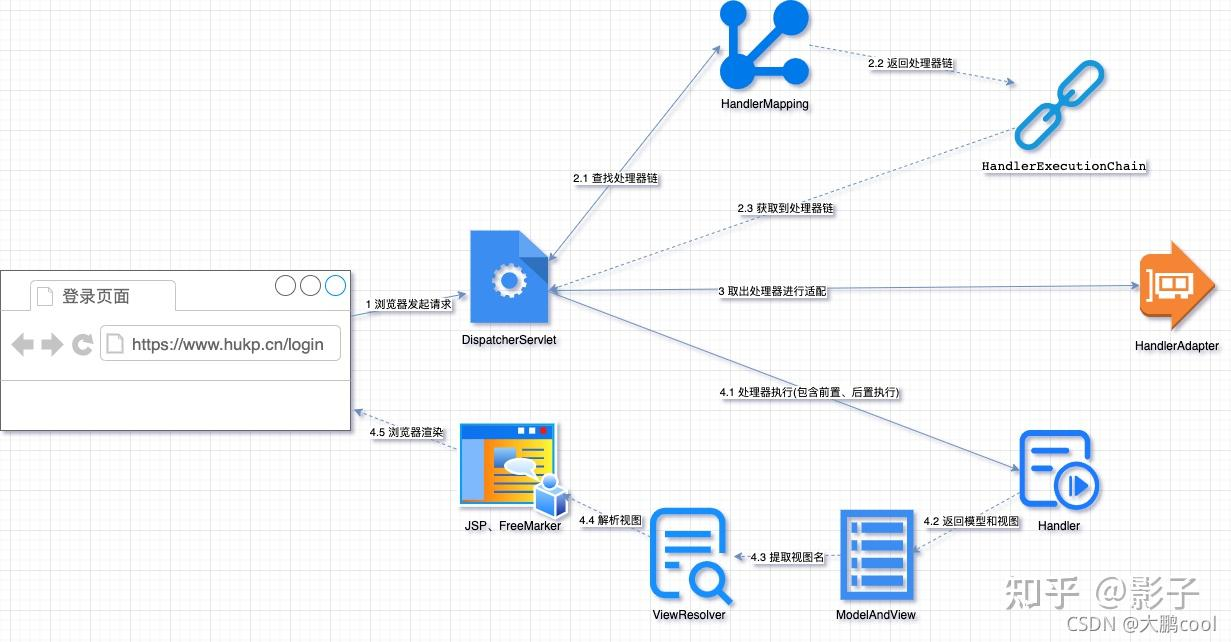 HandlerMapping
2.2 返回处理器链
HandlerExecutionChain
2.1 查找处理器链
2.3 获取到处理器链
登录页面
https://www.hukp.cn/login
1 浏览器发起请求
DispatcherServlet
3 取出处理器进行适配
HandlerAdapter
4.1 处理器执行(包含前置、后置执行)
4.5 浏览器渲染
JSP、FreeMarker
4.4 解析视图
ViewResolver
4.3 提取视图名
ModelAndView
4.2 返回模型和视图
Handler
知乎 @影子
CSDN @大鹏cool